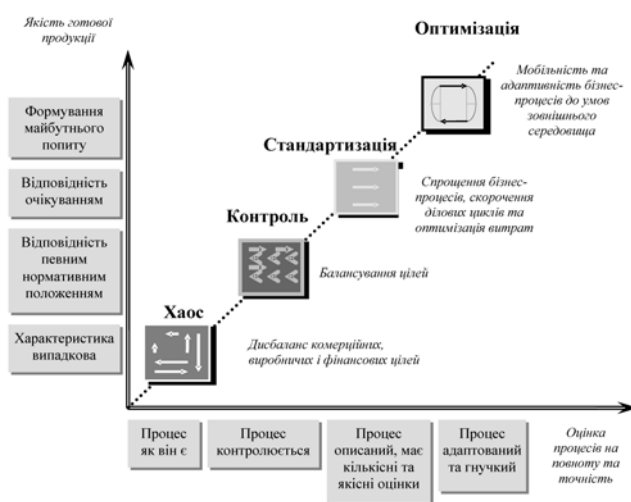 Якість готової
продукції
Оптимізація
Мобільність та
адаптивність бізнес-
процесів до умов
зовнішнього
середовища
Формування
майбутнього
попиту
Стандартизація
Відповідність
очікуванням
Спрощення бізнес-
процесів, скорочення
ділових циклів та
оптимізація витрат
Контроль
Відповідність
певним
нормативним
положенням
Балансування цілей
Хаос
Характеристика
випадкова
Дисбаланс комерційних,
виробничих і фінансових цілей
Процес
як він є
Процес
контролюється
Процес
описаний, має
кількісні та
якісні оцінки
Процес
адаптований
та гнучкий
Оцінка
процесів на
повноту та
точність